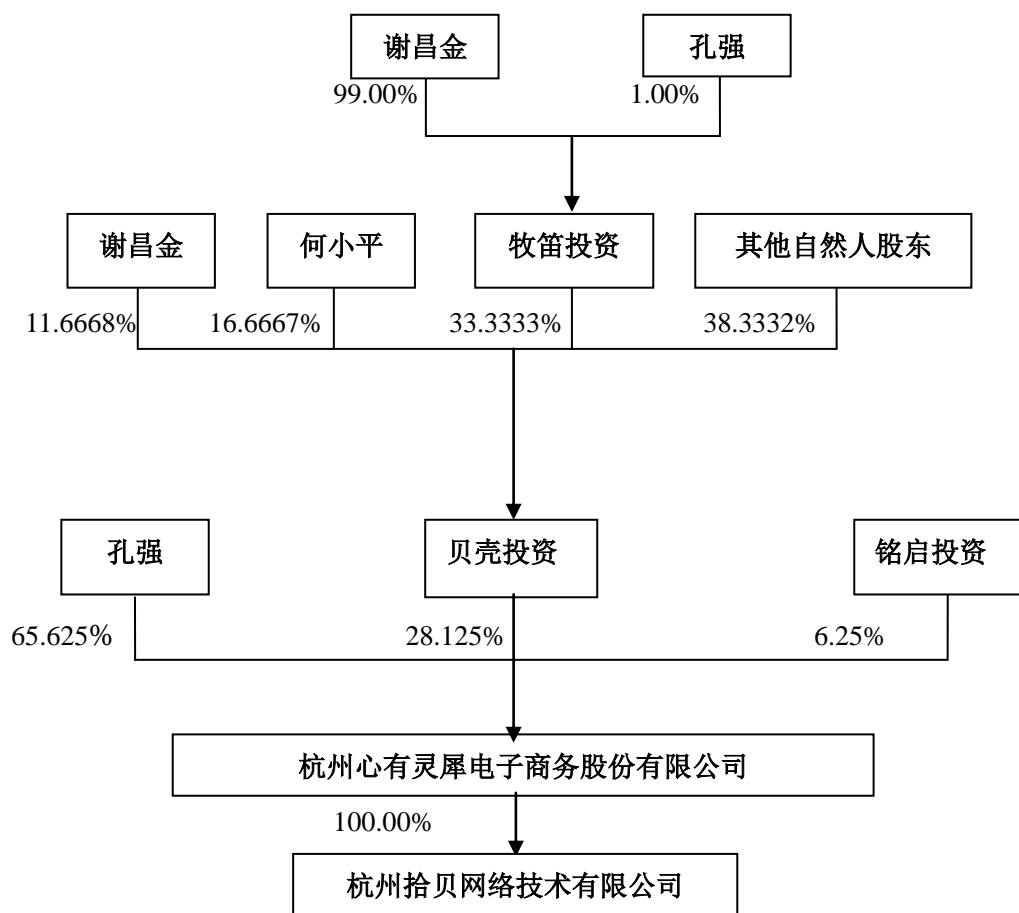 谢昌金
孔强
99.00%
1.00%
谢昌金
何小平
牧笛投资
其他自然人股东
11.6668%
16.6667%
33.3333%
38.3332%
孔强
贝壳投资
铭启投资
65.625%
28.125%
6.25%
杭州心有灵犀电子商务股份有限公司
100.00%
杭州拾贝网络技术有限公司